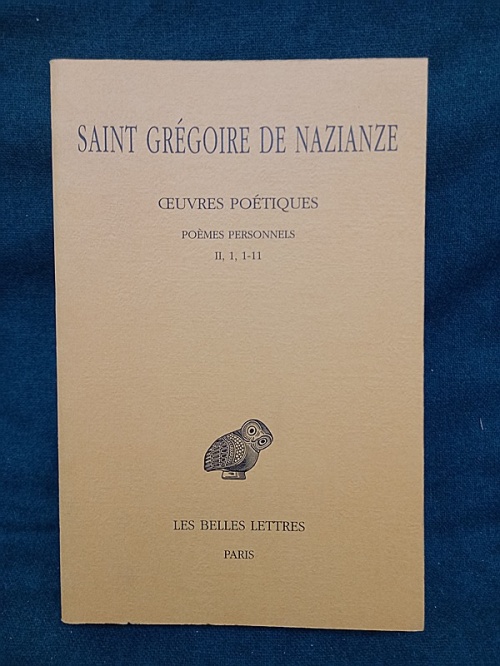 SAINT GRÉGOIRE DE NAZIANZE
ŒUVRES POÉTIQUES
POÈMES PERSONNELS
II, 1, 1-11
LES BELLES LETTRES
PARIS